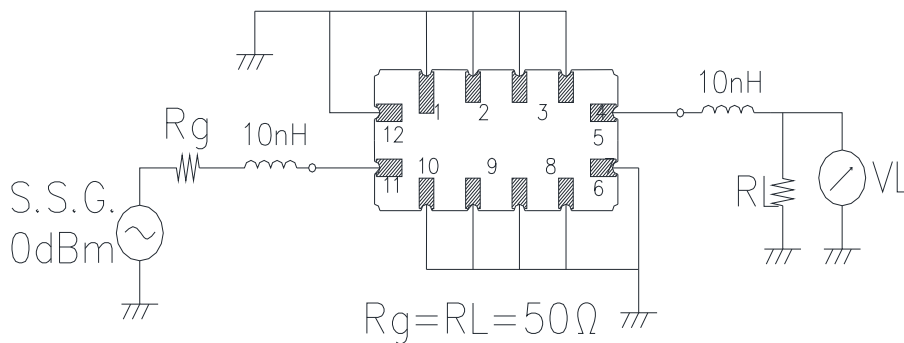 10nH
1
2
3
4
5
12
Rg
10nH
11
10
9
8
6
S.S.G.
0dBm
RL
VL
Rg=RL=50Ω